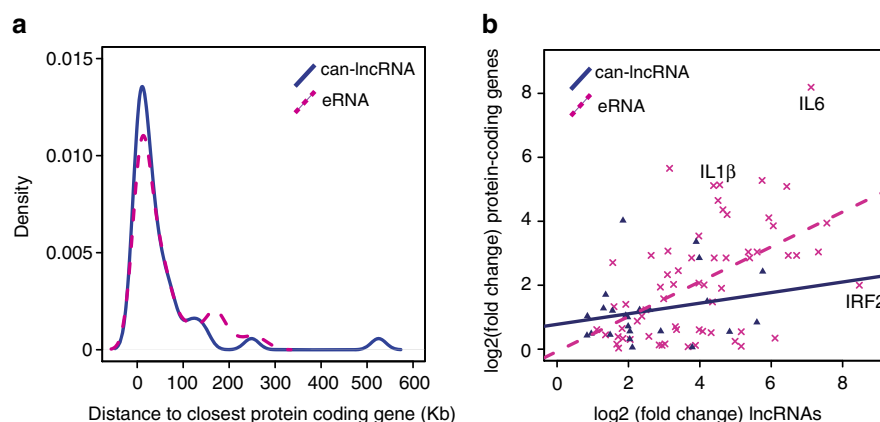 a
0.015
0.010
0.005
0
Density
can-lncRNA
eRNA
0
100
200
300
400
500
600
Distance to closest protein coding gene (Kb)
b
log2(fold change) protein-coding genes
8
6
4
2
0
can-lncRNA
eRNA
IL6
IL1β
IRF2
0
2
4
6
8
log2 (fold change) lncRNAs